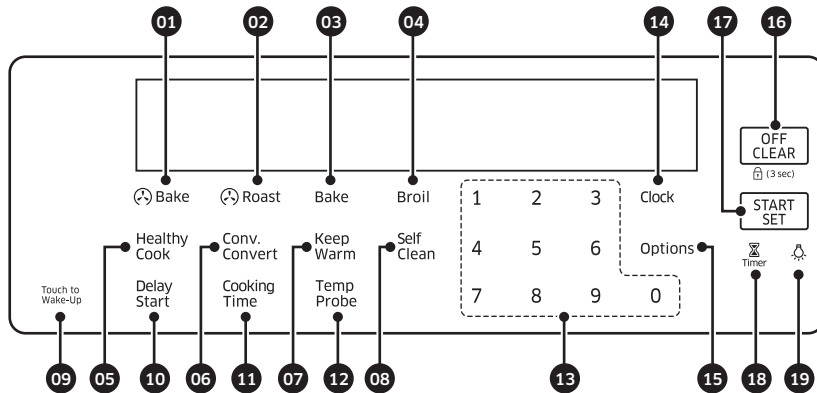 01 02 03 04 14 17 16
OFF
CLEAR
(3 sec)
Bake Roast Bake Broil 1 2 3 Clock
START
SET
Healthy
Cook
Conv.
Convert
Keep
Warm
Self
Clean
4 5 6 Options
Timer
Touch to
Wake-Up
Delay
Start
Cooking
Time
Temp
Probe
7 8 9 0
09 05 10 06 11 07 12 08 13 15 18 19